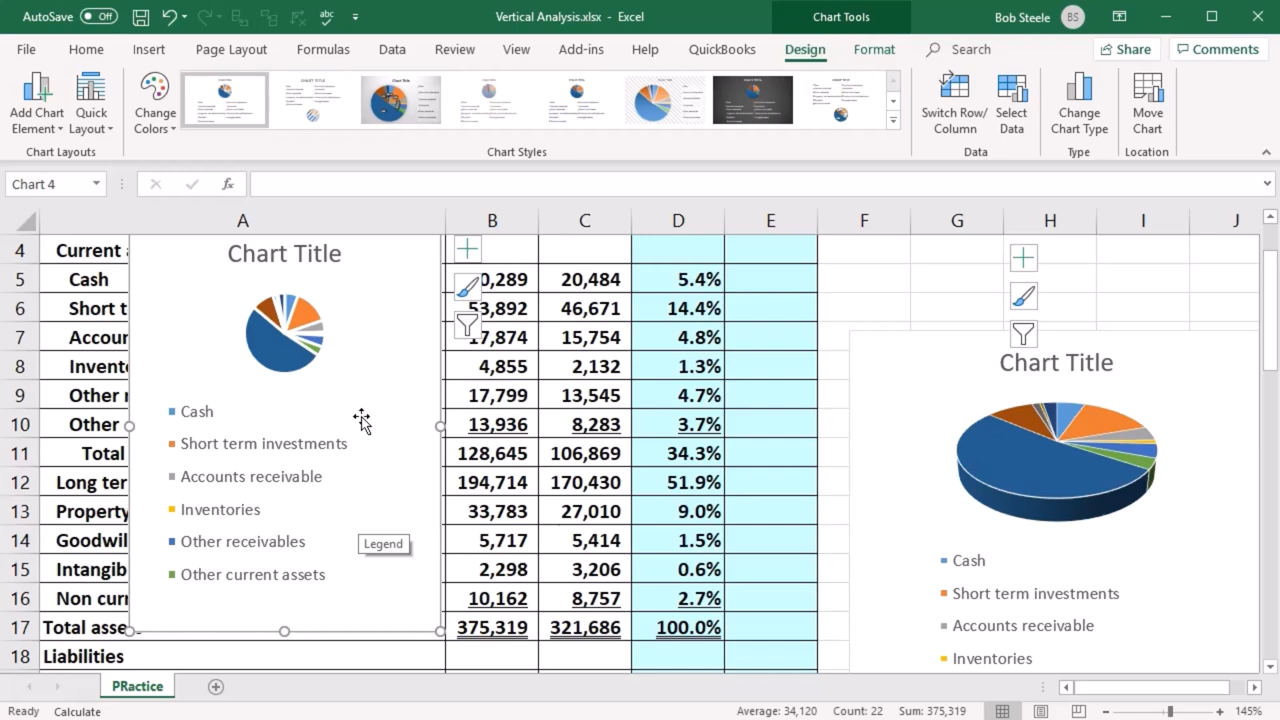 AutoSave Off Vertical Analysis.xlsx - Excel Chart Tools Bob Steele BS
File Home Insert Page Layout Formulas Data Review View Add-ins Help QuickBooks Design Format Search Share Comments
Add Chart Element Quick Layout Change Colors Switch Row/Column Select Data Change Chart Type Move Chart
Chart Layouts Chart Styles Data Type Location
Chart 4 fx
A B C D E F G H I J
4 Current
5 Cash 0,289 20,484 5.4%
6 Short t 53,892 46,671 14.4%
7 Accour 17,874 15,754 4.8%
8 Invento 4,855 2,132 1.3%
9 Other r 17,799 13,545 4.7%
10 Other 13,936 8,283 3.7%
11 Total 128,645 106,869 34.3%
12 Long ter 194,714 170,430 51.9%
13 Property 33,783 27,010 9.0%
14 Goodwil 5,717 5,414 1.5%
15 Intangib 2,298 3,206 0.6%
16 Non curr 10,162 8,757 2.7%
17 Total asse 375,319 321,686 100.0%
18 Liabilities
Chart Title
Cash
Short term investments
Accounts receivable
Inventories
Other receivables
Other current assets
Legend
Chart Title
Cash
Short term investments
Accounts receivable
Inventories
PRactice
Ready Calculate Average: 34,120 Count: 22 Sum: 375,319 145%